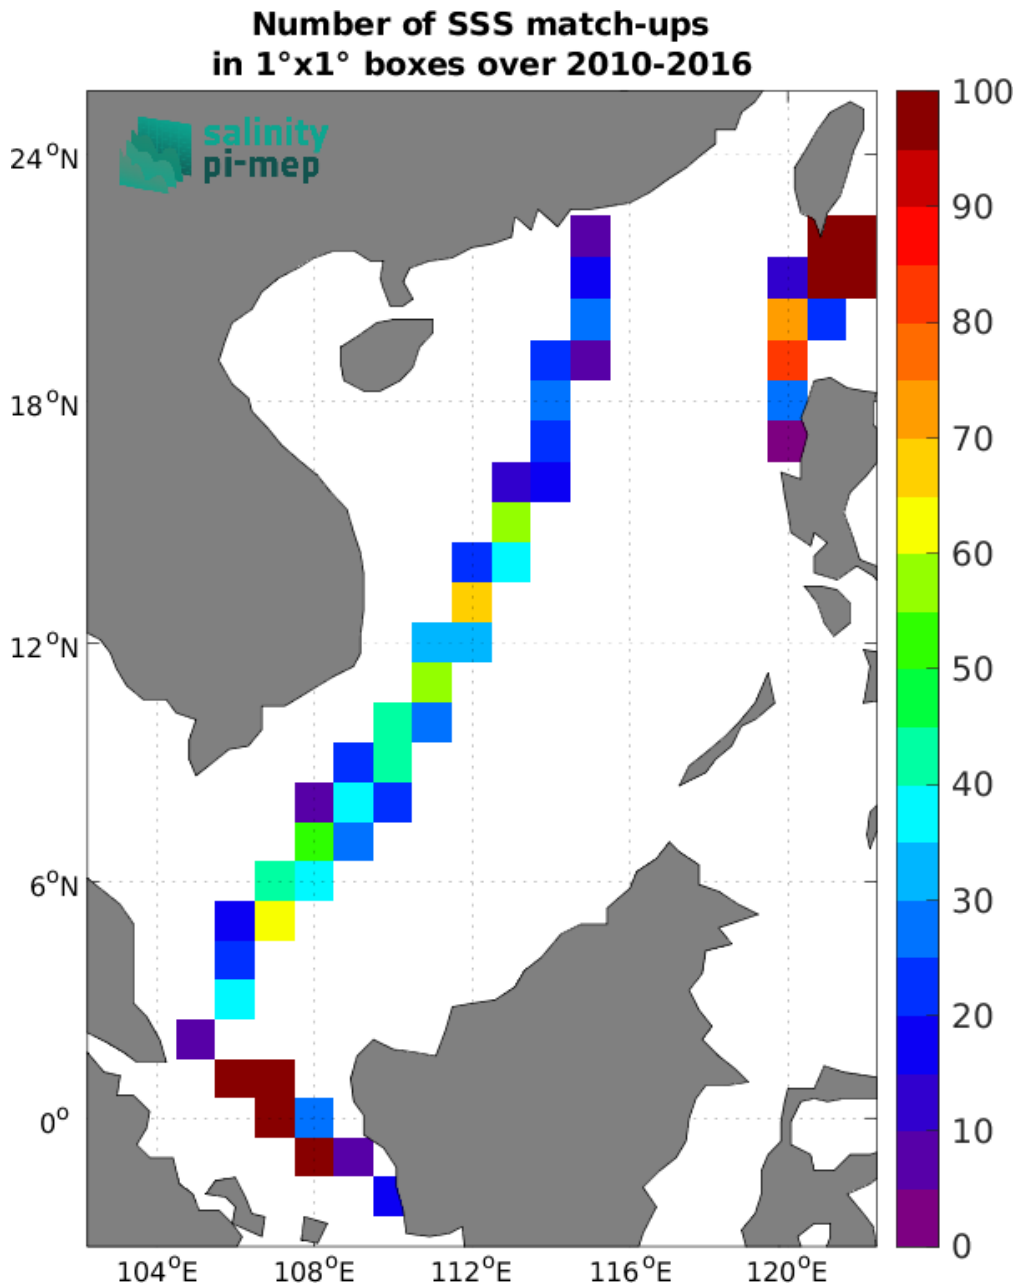 Number of SSS match-ups
in 1°x1° boxes over 2010-2016
salinity
pi-mep
24°N
18°N
12°N
6°N
0°
104°E 108°E 112°E 116°E 120°E
100
90
80
70
60
50
40
30
20
10
0